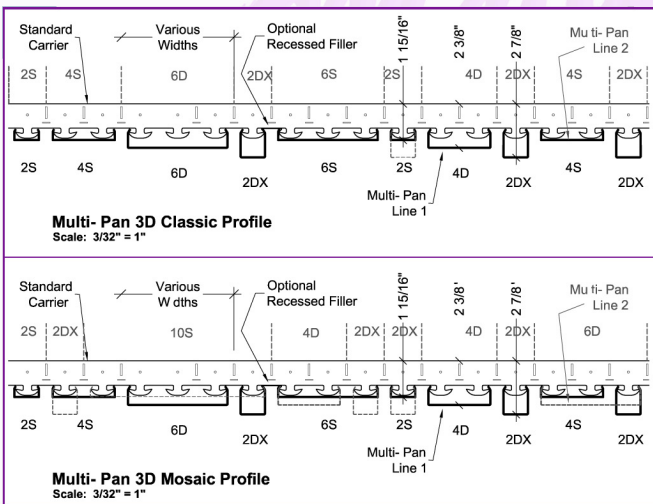 Standard
Carrier
Various
Widths
Optional
Recessed Filler
1 15/16"
2 3/8"
2 7/8"
Mu ti- Pan
Line 2
2S 4S 6D 2DX 6S 2S 4D 2DX 4S 2DX
2S 4S 6D 2DX 6S 2S 4D 2DX 4S 2DX
Multi- Pan
Line 1
Multi- Pan 3D Classic Profile
Scale: 3/32" = 1"
Standard
Carrier
Various
W dths
Optional
Recessed Filler
1 15/16"
2 3/8'
2 7/8'
Mu ti- Pan
Line 2
2S 2DX 10S 4D 2DX 2DX 4D 2DX 6D
2S 4S 6D 2DX 6S 2S 4D 2DX 4S 2DX
Multi- Pan
Line 1
Multi- Pan 3D Mosaic Profile
Scale: 3/32" = 1"